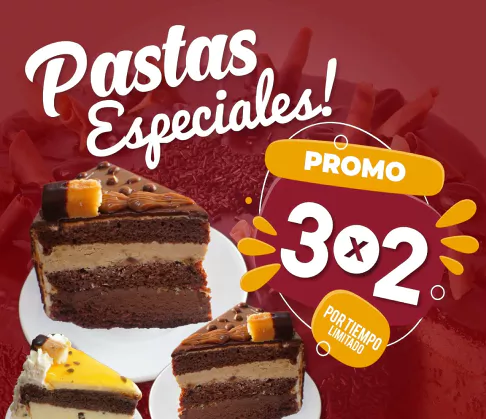 Pastas
Especiales!
PROMO
3x2
POR TIEMPO
LIMITADO